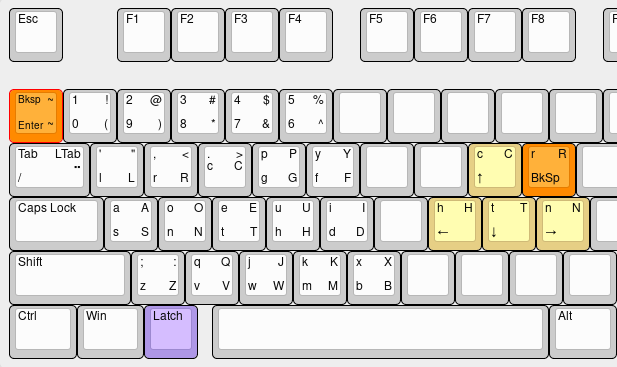 Esc F1 F2 F3 F4 F5 F6 F7 F8
Bksp ~ 1 ! 2 @ 3 # 4 $ 5 %
Enter ~ 0 ( 9 ) 8 * 7 & 6 ^
Tab LTab ' " , < . > p P y Y c C r R
/ ¨ l L r R c C g G f F ↑ BkSp
Caps Lock a A o O e E u U i I h H t T n N
s S n N t T h H d D ← ↓ →
Shift ; : q Q j J k K x X
z Z v V w W m M b B
Ctrl Win Latch Alt